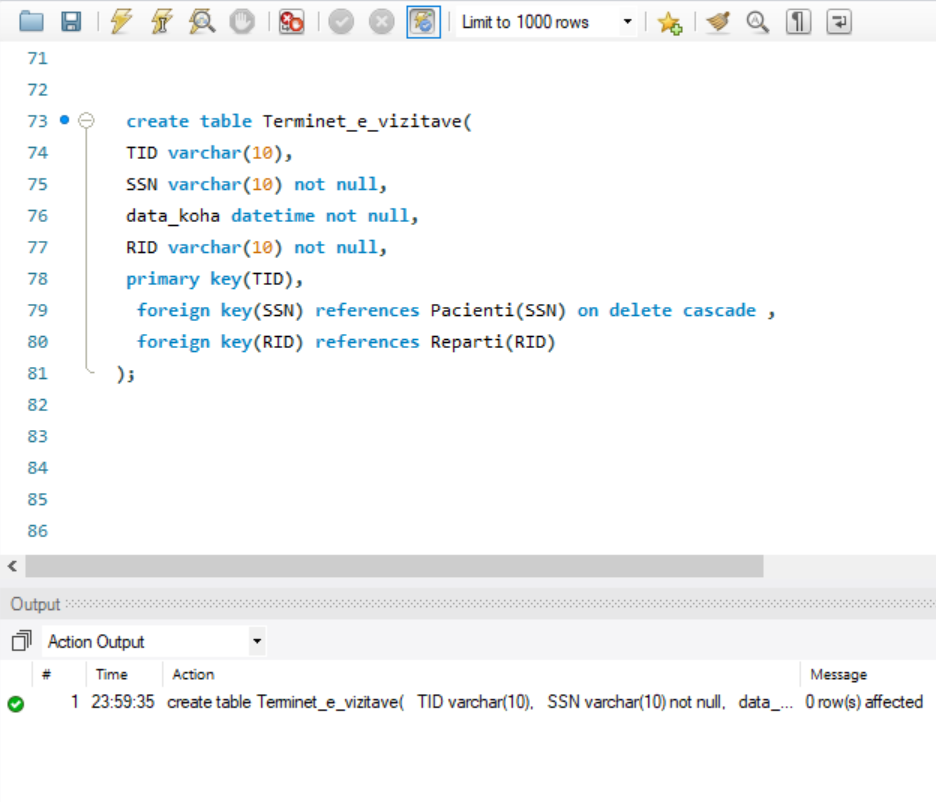 Limit to 1000 rows
71
72
73 create table Terminet_e_vizitave(
74 TID varchar(10),
75 SSN varchar(10) not null,
76 data_koha datetime not null,
77 RID varchar(10) not null,
78 primary key(TID),
79 foreign key(SSN) references Pacienti(SSN) on delete cascade ,
80 foreign key(RID) references Reparti(RID)
81 );
82
83
84
85
86
Output
Action Output
# Time Action Message
1 23:59:35 create table Terminet_e_vizitave( TID varchar(10), SSN varchar(10) not null, data_... 0 row(s) affected